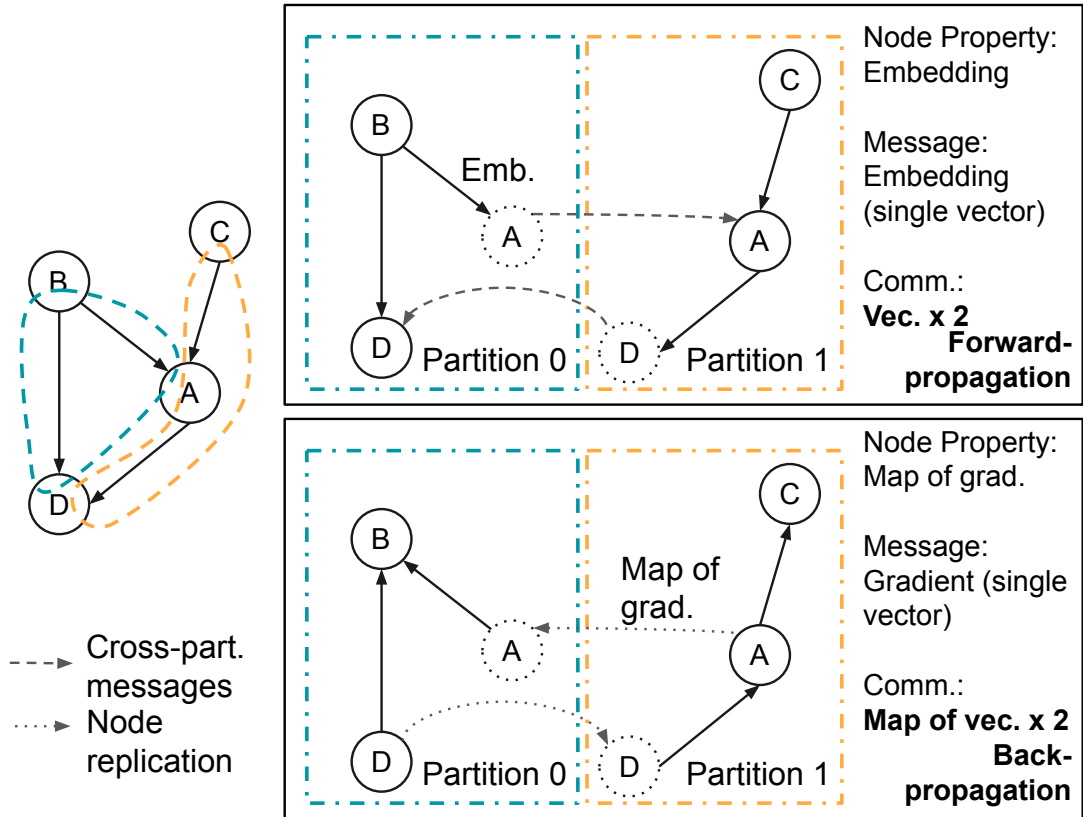 C
B
A
D
Cross-part.
messages
Node
replication
B
Emb.
A
D
Partition 0
C
A
D
Partition 1
Node Property:
Embedding
Message:
Embedding
(single vector)
Comm.:
Vec. x 2
Forward-
propagation
B
A
D
Partition 0
C
Map of
grad.
A
D
Partition 1
Node Property:
Map of grad.
Message:
Gradient (single
vector)
Comm.:
Map of vec. x 2
Back-
propagation